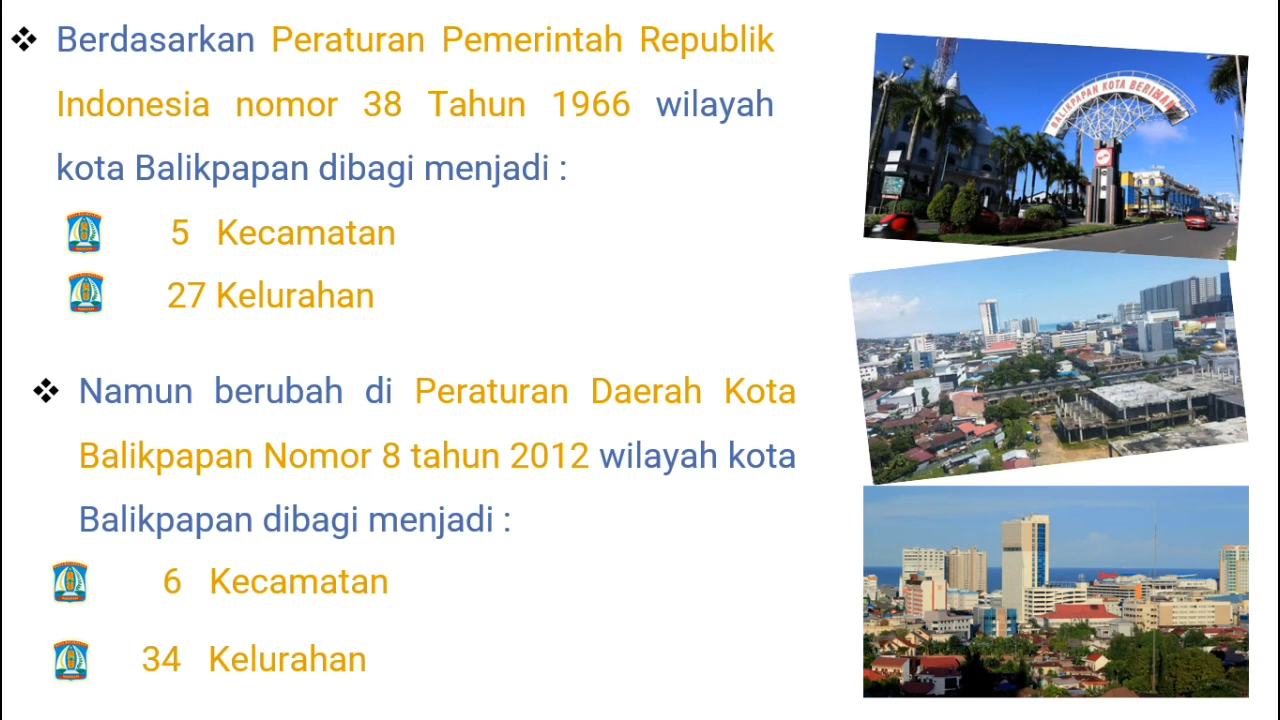 Berdasarkan Peraturan Pemerintah Republik
Indonesia nomor 38 Tahun 1966 wilayah
kota Balikpapan dibagi menjadi :
5 Kecamatan
27 Kelurahan
Namun berubah di Peraturan Daerah Kota
Balikpapan Nomor 8 tahun 2012 wilayah kota
Balikpapan dibagi menjadi :
6 Kecamatan
34 Kelurahan
BALIKPAPAN KOTA BERIMAN